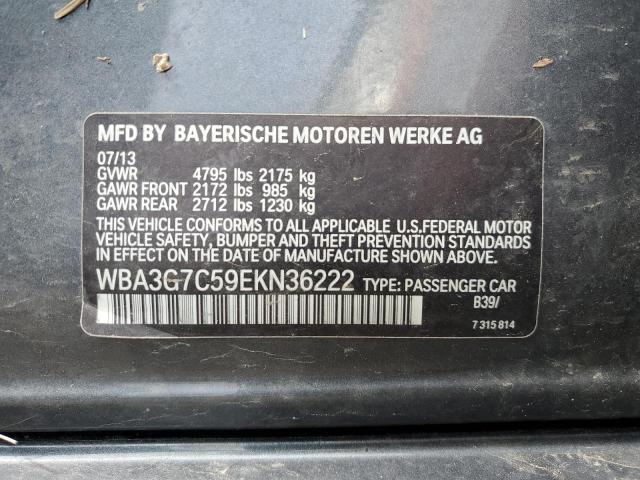 MFD BY BAYERISCHE MOTOREN WERKE AG
07/13
GVWR 4795 lbs 2175 kg
GAWR FRONT 2172 lbs 985 kg
GAWR REAR 2712 lbs 1230 kg
THIS VEHICLE CONFORMS TO ALL APPLICABLE U.S.FEDERAL MOTOR
VEHICLE SAFETY, BUMPER AND THEFT PREVENTION STANDARDS
IN EFFECT ON THE DATE OF MANUFACTURE SHOWN ABOVE.
WBA3G7C59EKN36222 TYPE: PASSENGER CAR
B39/
7 315 814